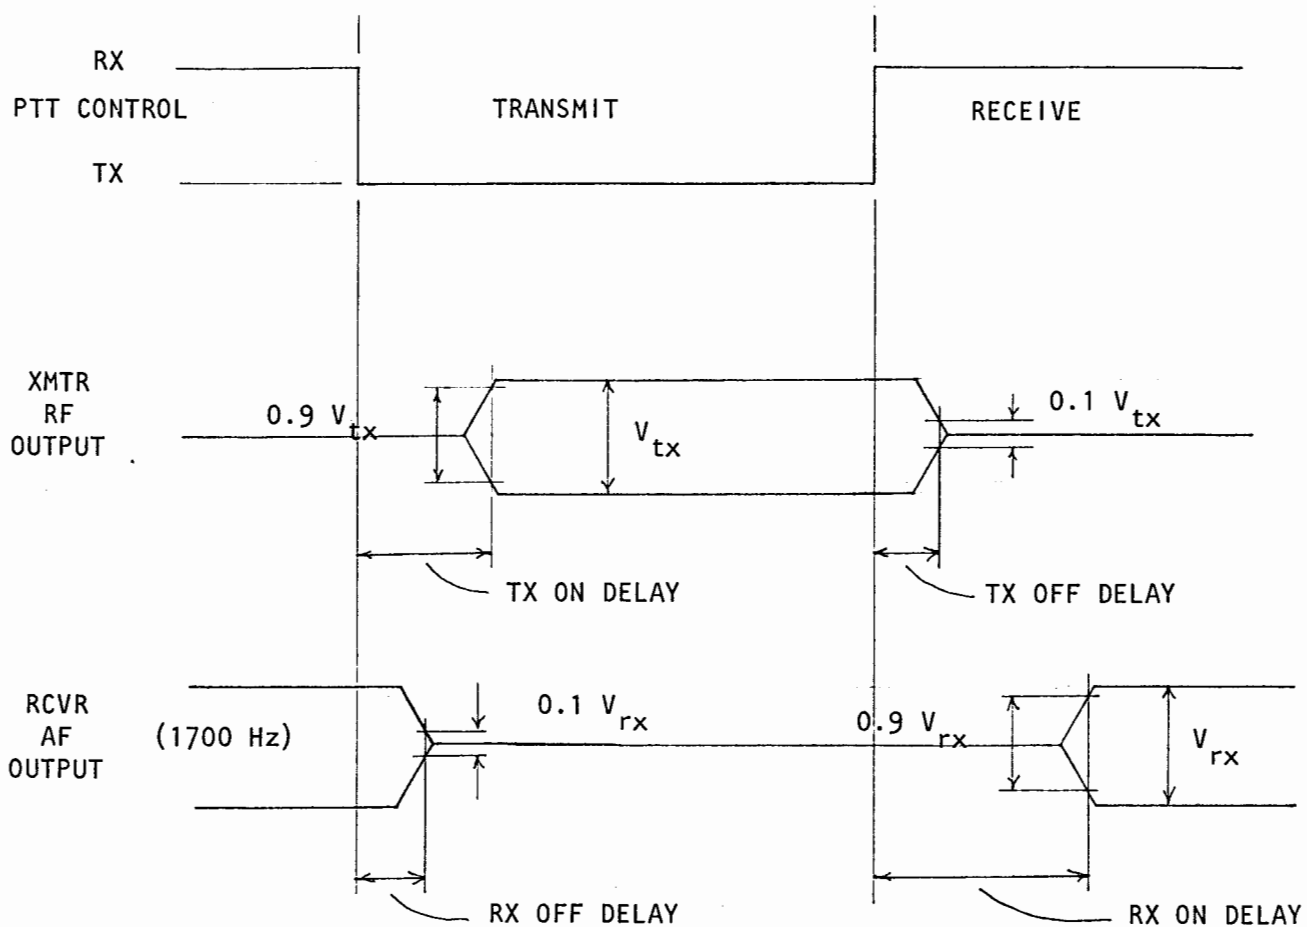 RX
PTT CONTROL
TRANSMIT
RECEIVE
TX
XMTR
RF
OUTPUT
0.9 Vtx
Vtx
0.1 Vtx
TX ON DELAY
TX OFF DELAY
RCVR
AF
OUTPUT
(1700 Hz)
0.1 Vrx
0.9 Vrx
Vrx
RX OFF DELAY
RX ON DELAY